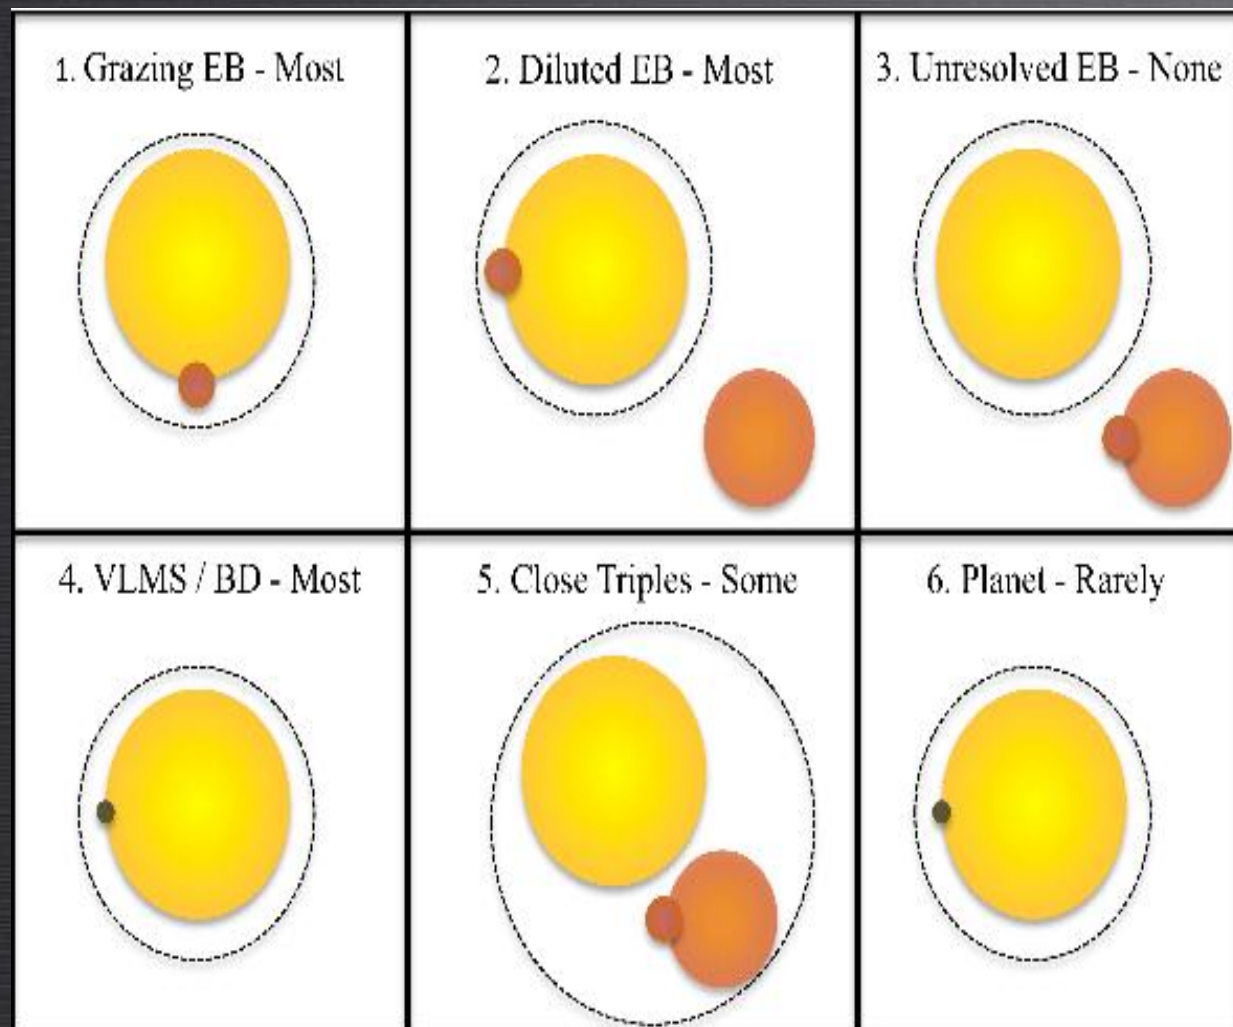 1. Grazing EB - Most
2. Diluted EB - Most
3. Unresolved EB - None
4. VLMS / BD - Most
5. Close Triples - Some
6. Planet - Rarely